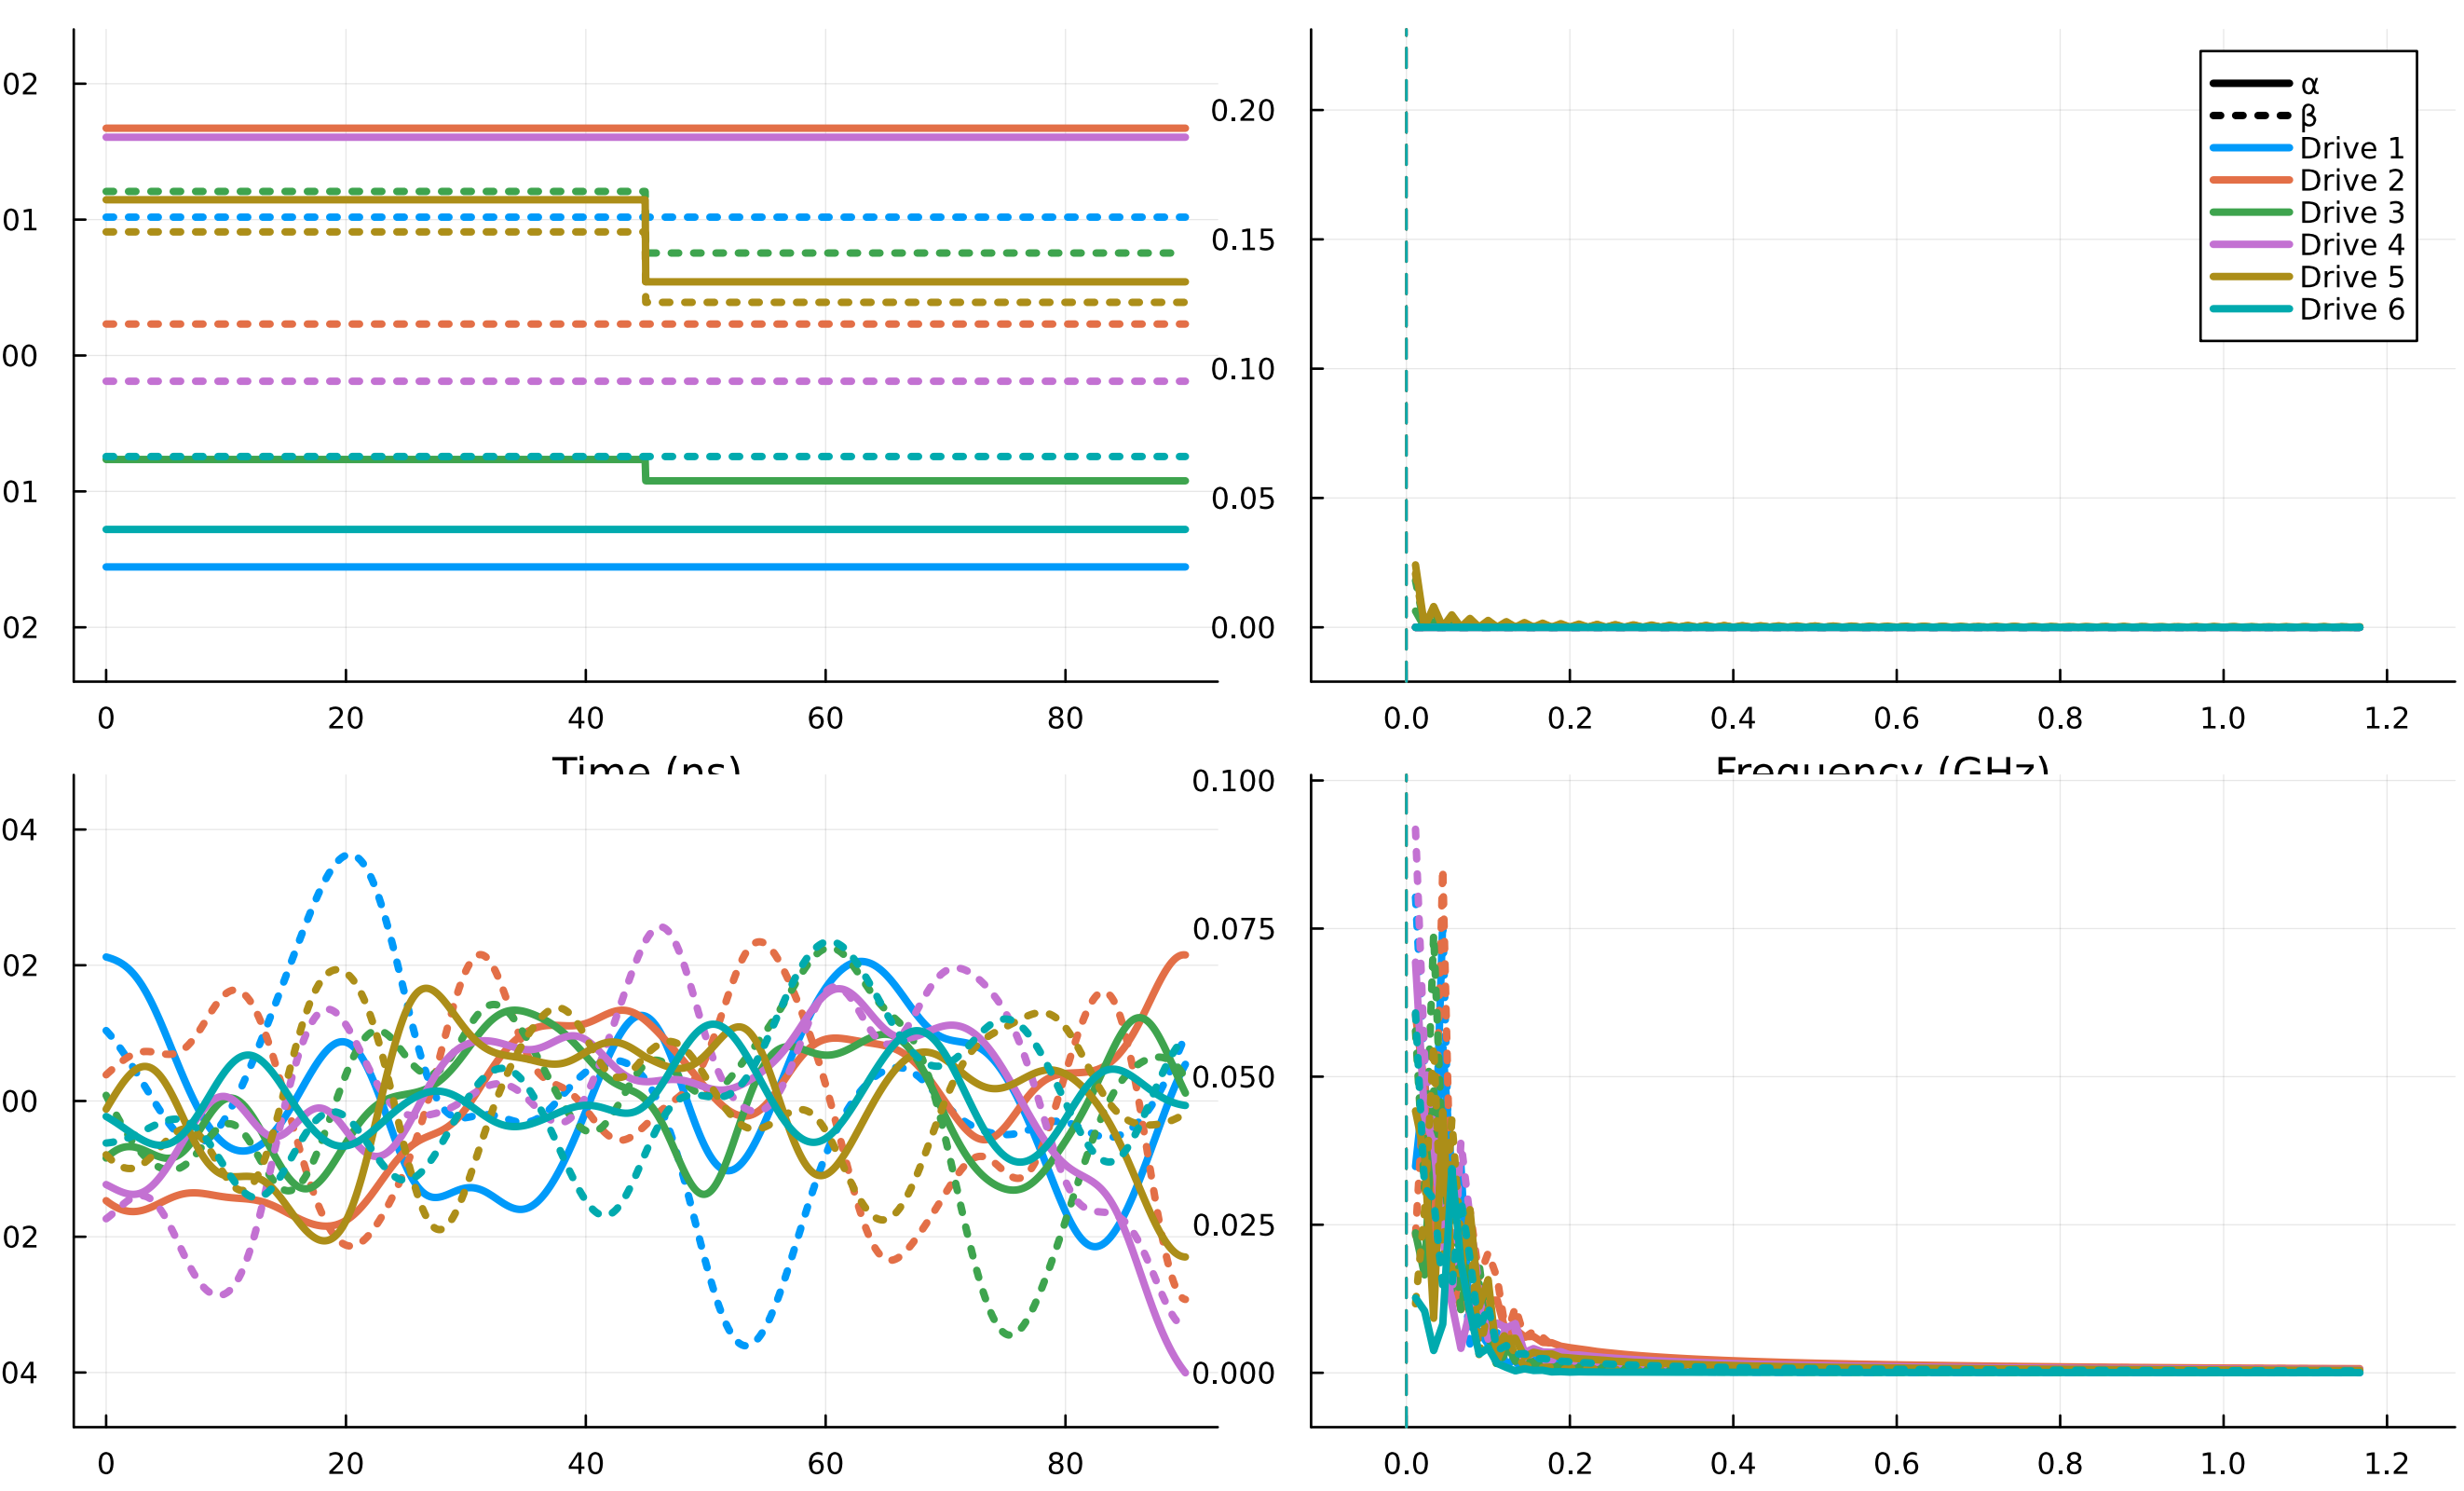 02
01
00
01
02
0 20 40 60 80
Time (ns)
0.20
0.15
0.10
0.05
0.00
0.0 0.2 0.4 0.6 0.8 1.0 1.2
Frequency (GHz)
α
β
Drive 1
Drive 2
Drive 3
Drive 4
Drive 5
Drive 6
04
02
00
02
04
0 20 40 60 80
0.100
0.075
0.050
0.025
0.000
0.0 0.2 0.4 0.6 0.8 1.0 1.2